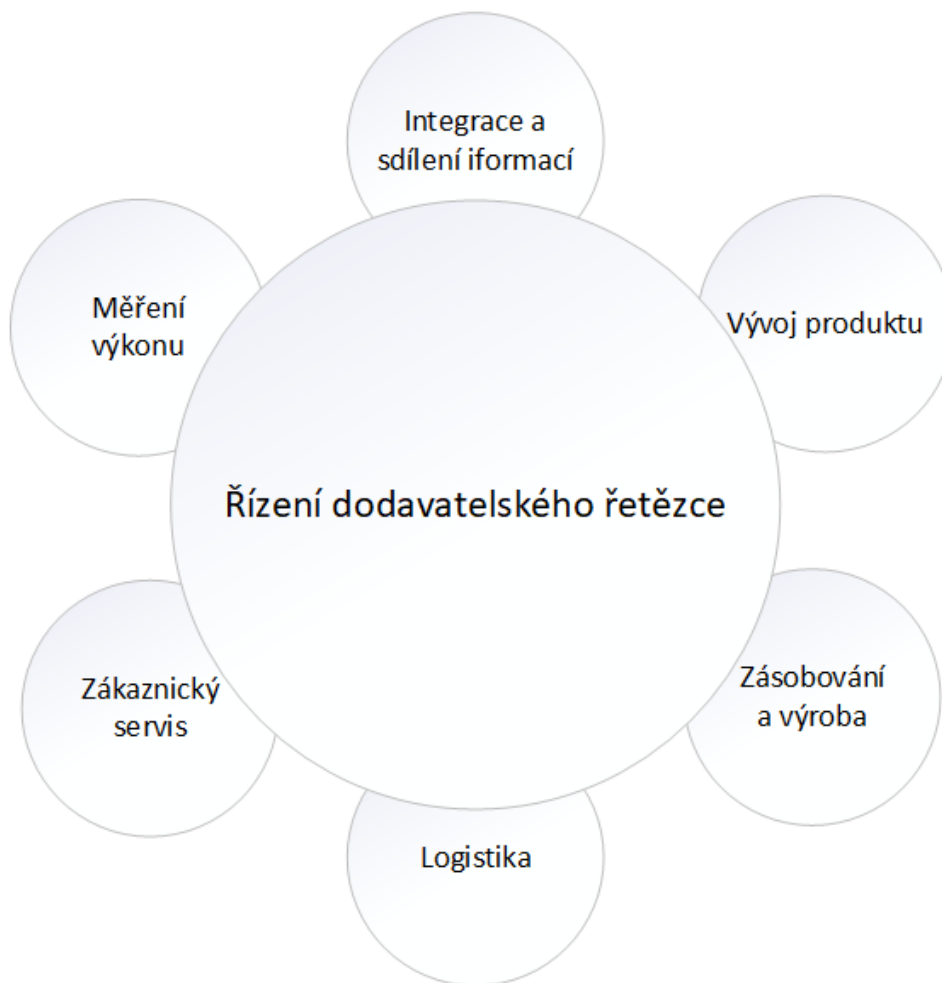 Integrace a
sdílení iformací
Měření
výkonu
Vývoj produktu
Řízení dodavatelského řetězce
Zákaznický
servis
Zásobování
a výroba
Logistika